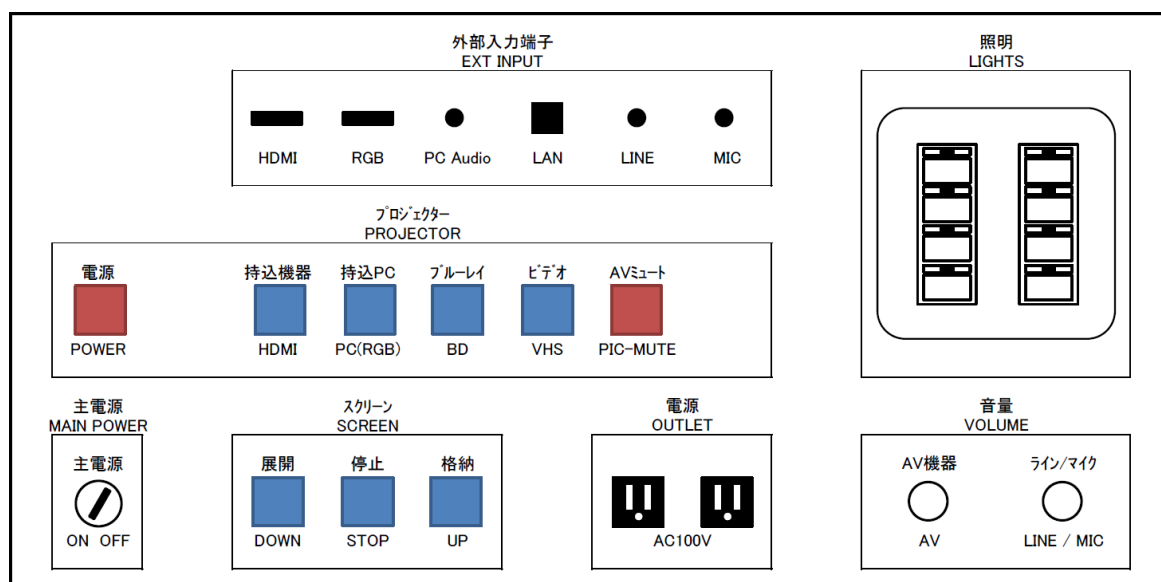 外部入力端子
EXT INPUT
HDMI RGB PC Audio LAN LINE MIC
照明
LIGHTS
ﾌﾟﾛｼﾞｪｸﾀｰ
PROJECTOR
電源 持込機器 持込PC ﾌﾞﾙｰﾚｲ ﾋﾞﾃﾞｵ AVﾐｭｰﾄ
POWER HDMI PC(RGB) BD VHS PIC-MUTE
主電源
MAIN POWER
主電源
ON OFF
ｽｸﾘｰﾝ
SCREEN
展開 停止 格納
DOWN STOP UP
電源
OUTLET
AC100V
音量
VOLUME
AV機器 ﾗｲﾝ/ﾏｲｸ
AV LINE / MIC